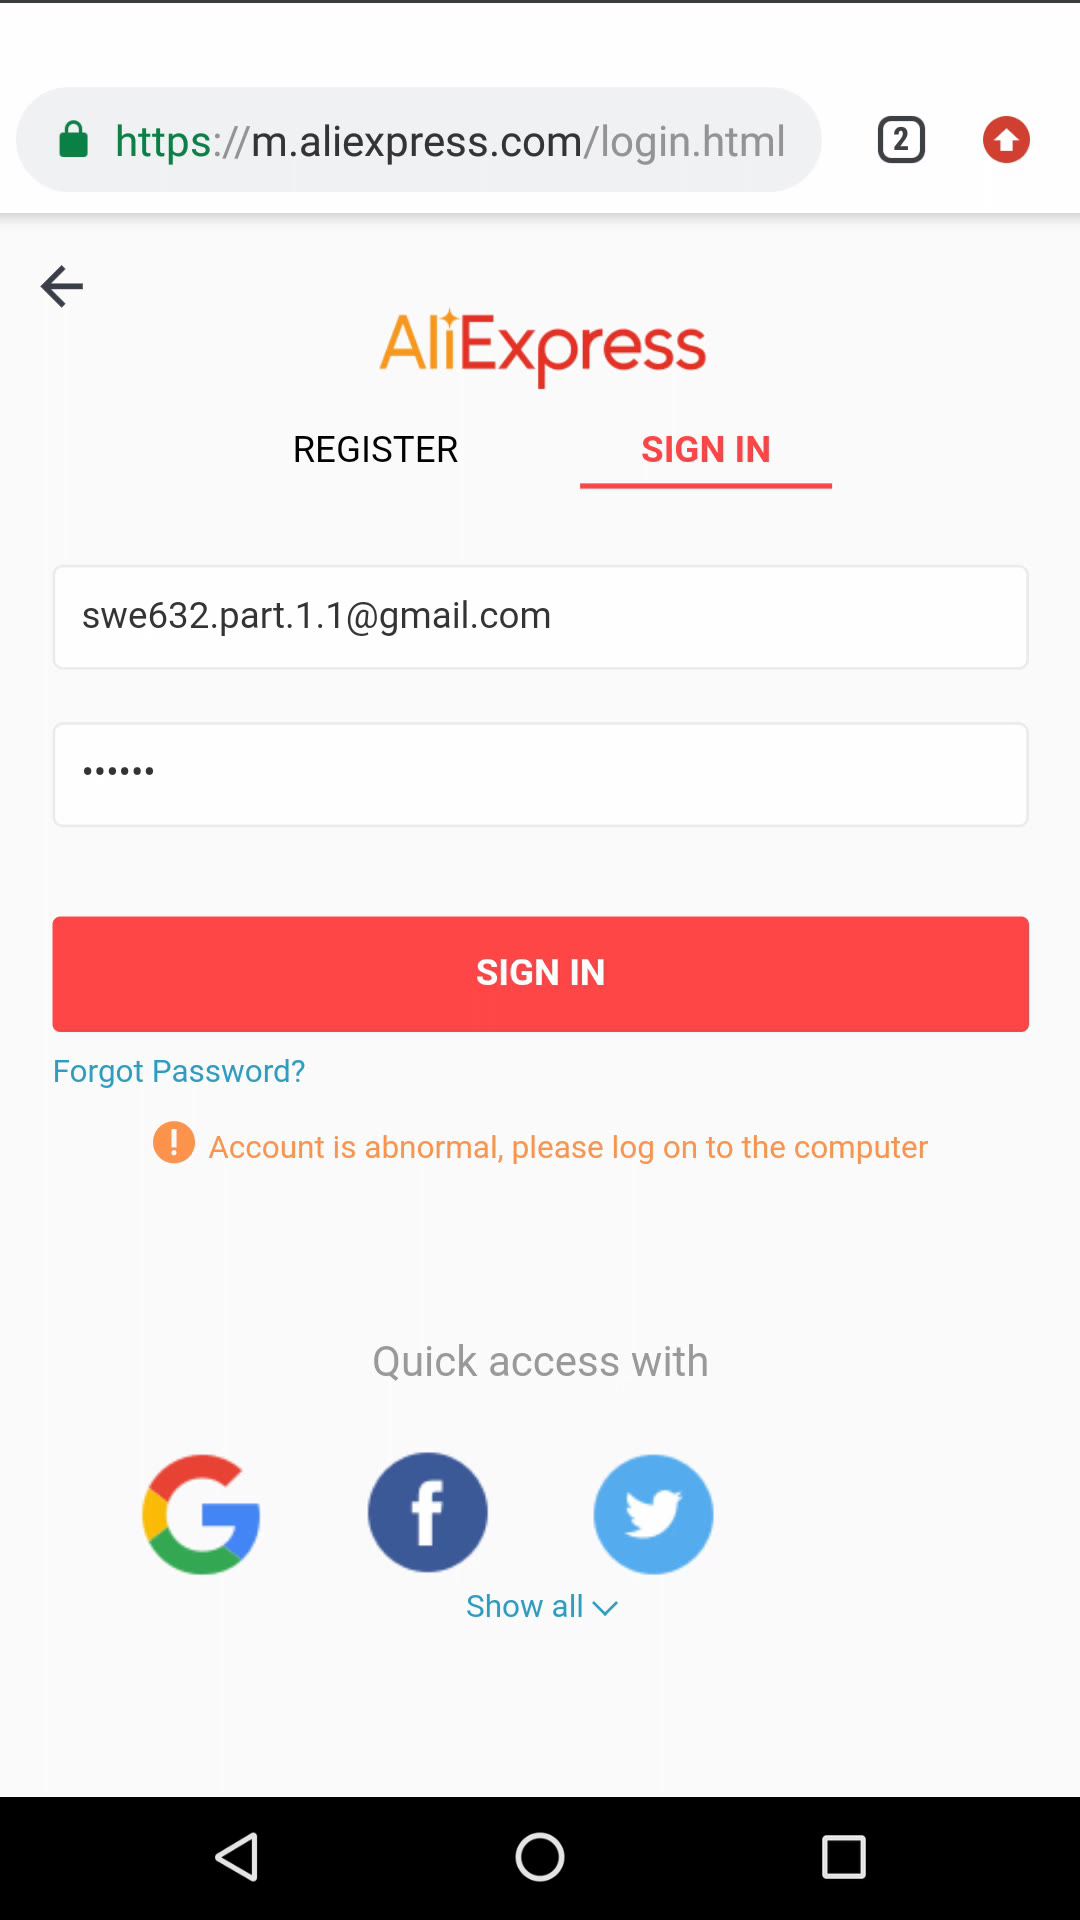 https://m.aliexpress.com/login.html
2
AliExpress
REGISTER
SIGN IN
swe632.part.1.1@gmail.com
••••••
SIGN IN
Forgot Password?
! Account is abnormal, please log on to the computer
Quick access with
G
f
Show all